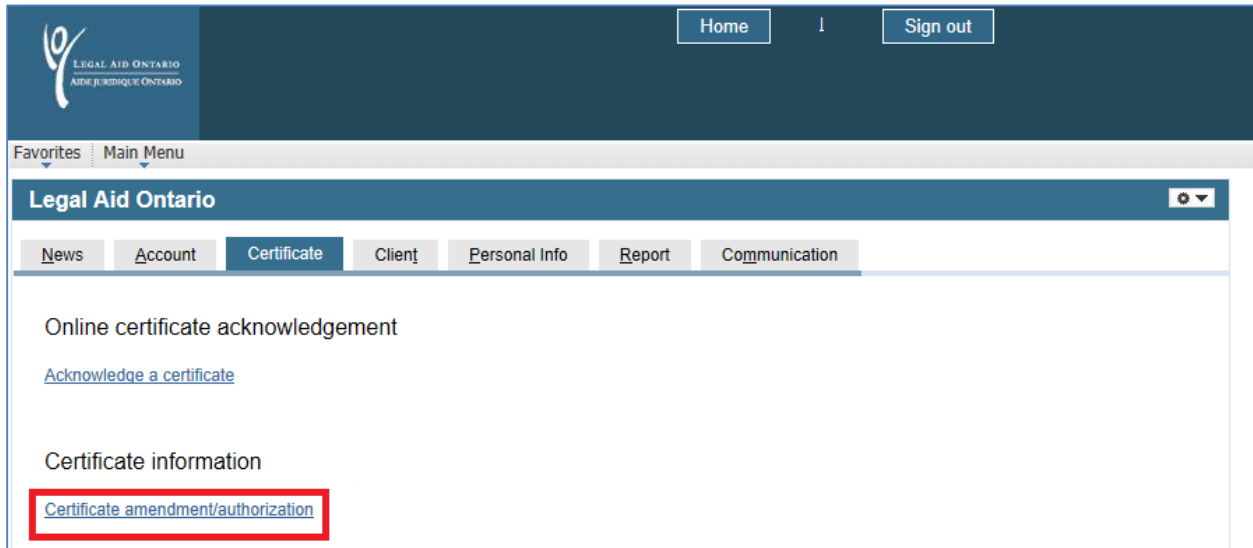 Home | Sign out
LEGAL AID ONTARIO
AIDE JURIDIQUE ONTARIO
Favorites Main Menu
Legal Aid Ontario
News Account Certificate Client Personal Info Report Communication
Online certificate acknowledgement
Acknowledge a certificate
Certificate information
Certificate amendment/authorization